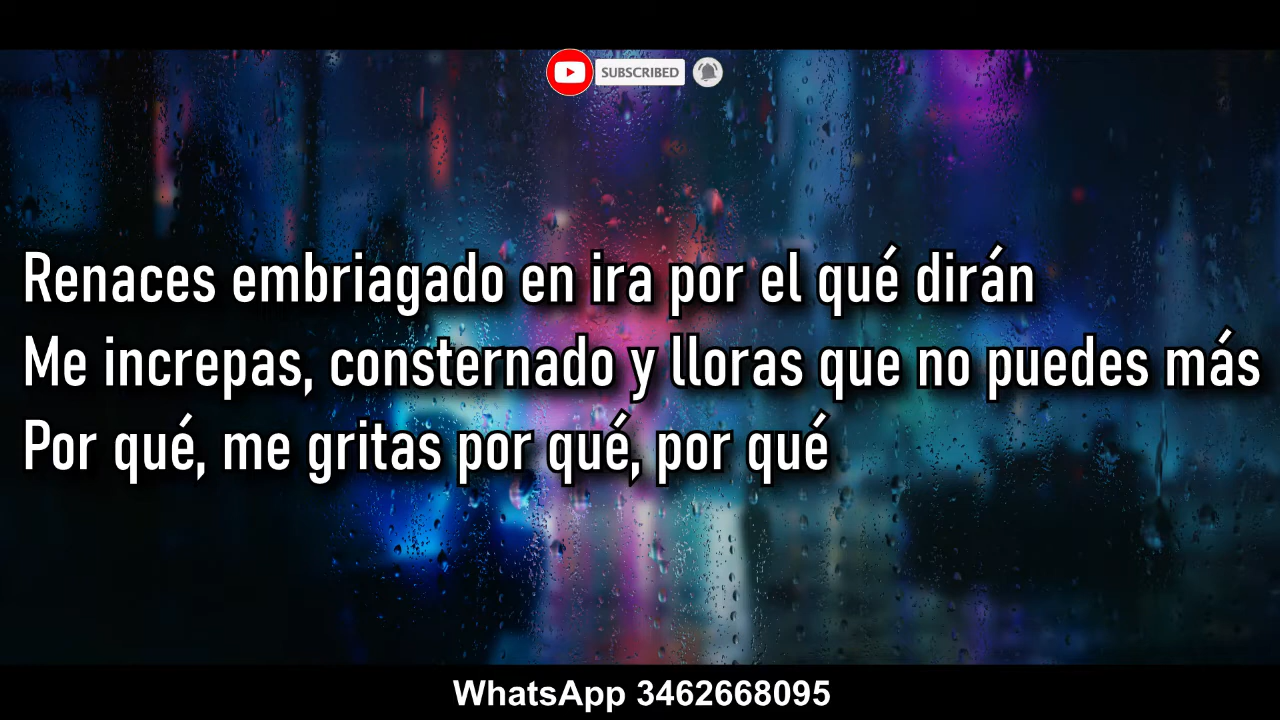 SUBSCRIBED
Renaces embriagado en ira por el qué dirán
Me increpas, consternado y lloras que no puedes más
Por qué, me gritas por qué, por qué
WhatsApp 3462668095